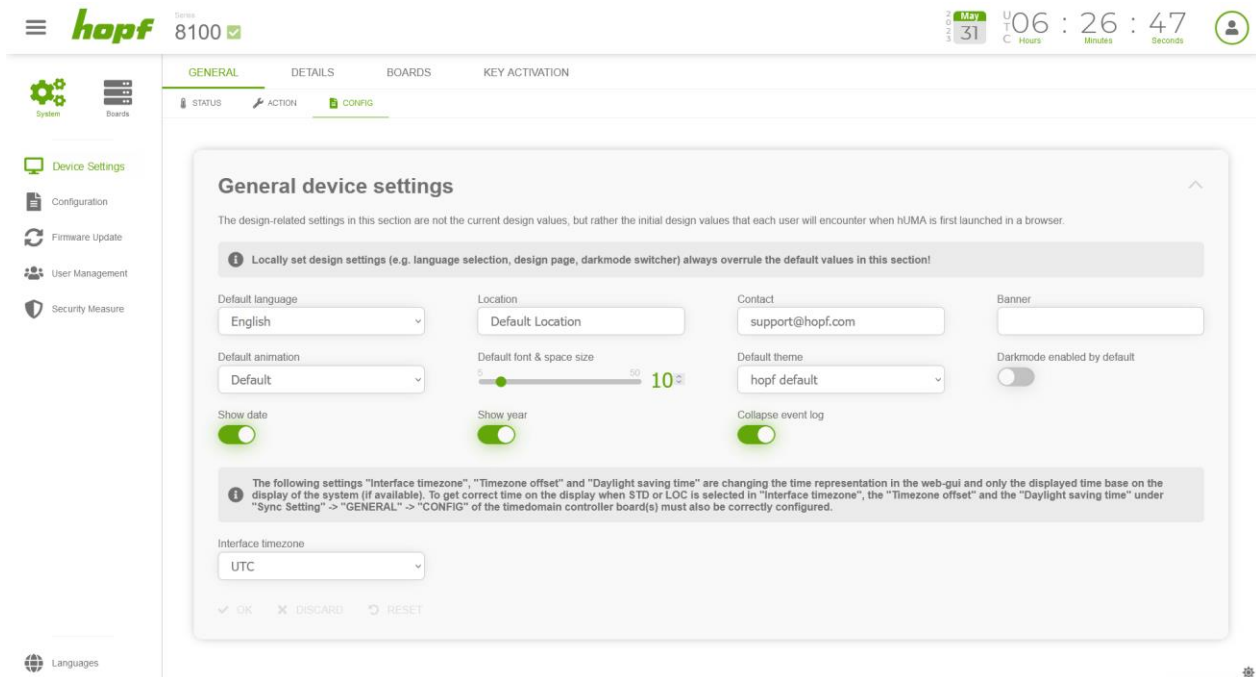 hopf
Series
8100
2023
May
31
UTC
06 : 26 : 47
Hours
Minutes
Seconds
System
Boards
GENERAL
DETAILS
BOARDS
KEY ACTIVATION
STATUS
ACTION
CONFIG
Device Settings
Configuration
Firmware Update
User Management
Security Measure
Languages
General device settings
The design-related settings in this section are not the current design values, but rather the initial design values that each user will encounter when hUMA is first launched in a browser.
Locally set design settings (e.g. language selection, design page, darkmode switcher) always overrule the default values in this section!
Default language
English
Location
Default Location
Contact
support@hopf.com
Banner
Default animation
Default
Default font & space size
5
50
10
Default theme
hopf default
Darkmode enabled by default
Show date
Show year
Collapse event log
The following settings "Interface timezone", "Timezone offset" and "Daylight saving time" are changing the time representation in the web-gui and only the displayed time base on the
display of the system (if available). To get correct time on the display when STD or LOC is selected in "Interface timezone", the "Timezone offset" and the "Daylight saving time" under
"Sync Setting" -> "GENERAL" -> "CONFIG" of the timedomain controller board(s) must also be correctly configured.
Interface timezone
UTC
OK
DISCARD
RESET